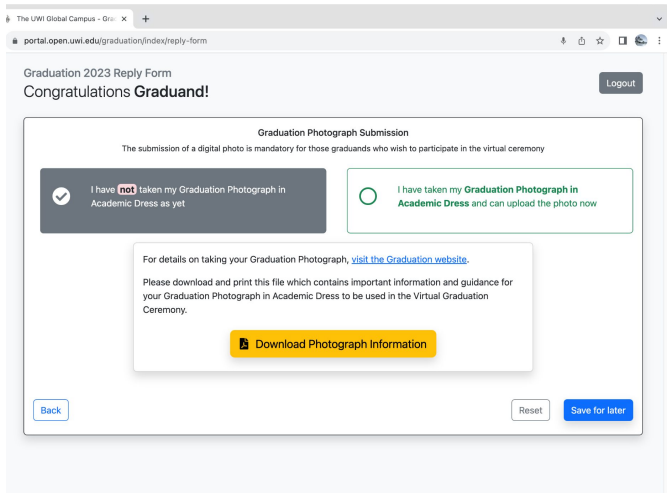 The UWI Global Campus - Grad
portal.open.uwi.edu/graduation/index/reply-form
Graduation 2023 Reply Form
Congratulations Graduand!
Logout
Graduation Photograph Submission
The submission of a digital photo is mandatory for those graduands who wish to participate in the virtual ceremony
I have not taken my Graduation Photograph in
Academic Dress as yet
I have taken my Graduation Photograph in
Academic Dress and can upload the photo now
For details on taking your Graduation Photograph, visit the Graduation website.
Please download and print this file which contains important information and guidance for
your Graduation Photograph in Academic Dress to be used in the Virtual Graduation
Ceremony.
Download Photograph Information
Back
Reset
Save for later